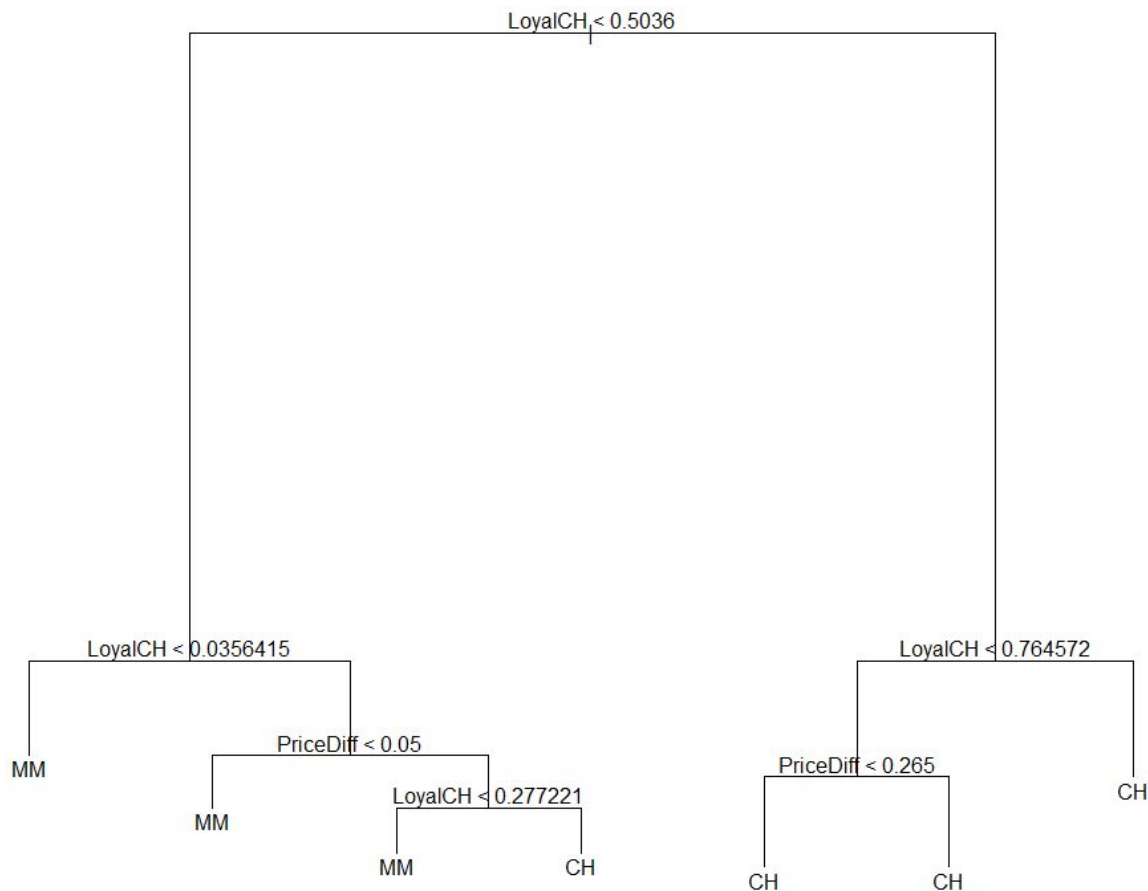 LoyalCH < 0.5036
LoyalCH < 0.0356415
LoyalCH < 0.764572
MM
PriceDiff < 0.05
PriceDiff < 0.265
CH
MM
LoyalCH < 0.277221
MM
CH
CH
CH